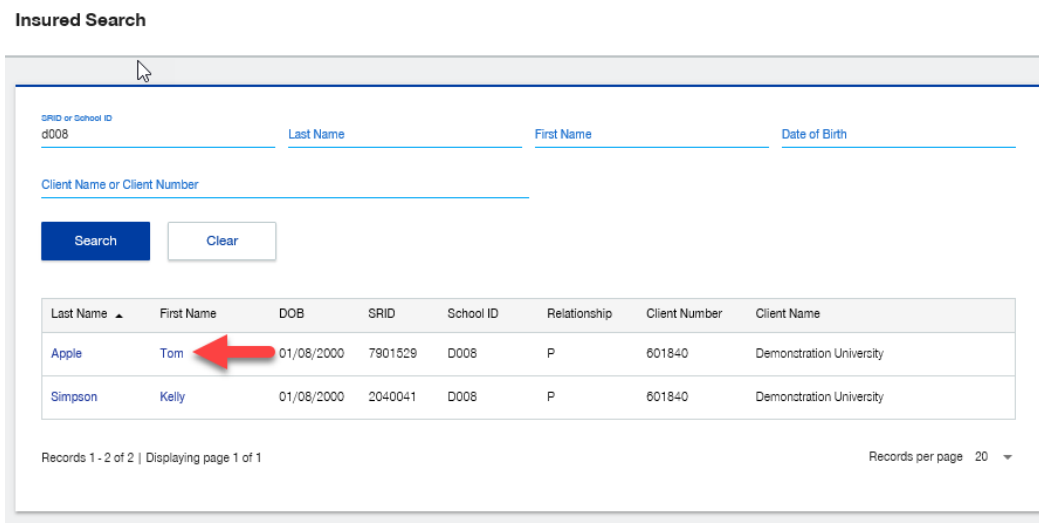 Insured Search
SRID or School ID
d008 Last Name First Name Date of Birth
Client Name or Client Number
Search Clear
Last Name First Name DOB SRID School ID Relationship Client Number Client Name
Apple Tom 01/08/2000 7901529 D008 P 601840 Demonstration University
Simpson Kelly 01/08/2000 2040041 D008 P 601840 Demonstration University
Records 1 - 2 of 2 | Displaying page 1 of 1 Records per page 20